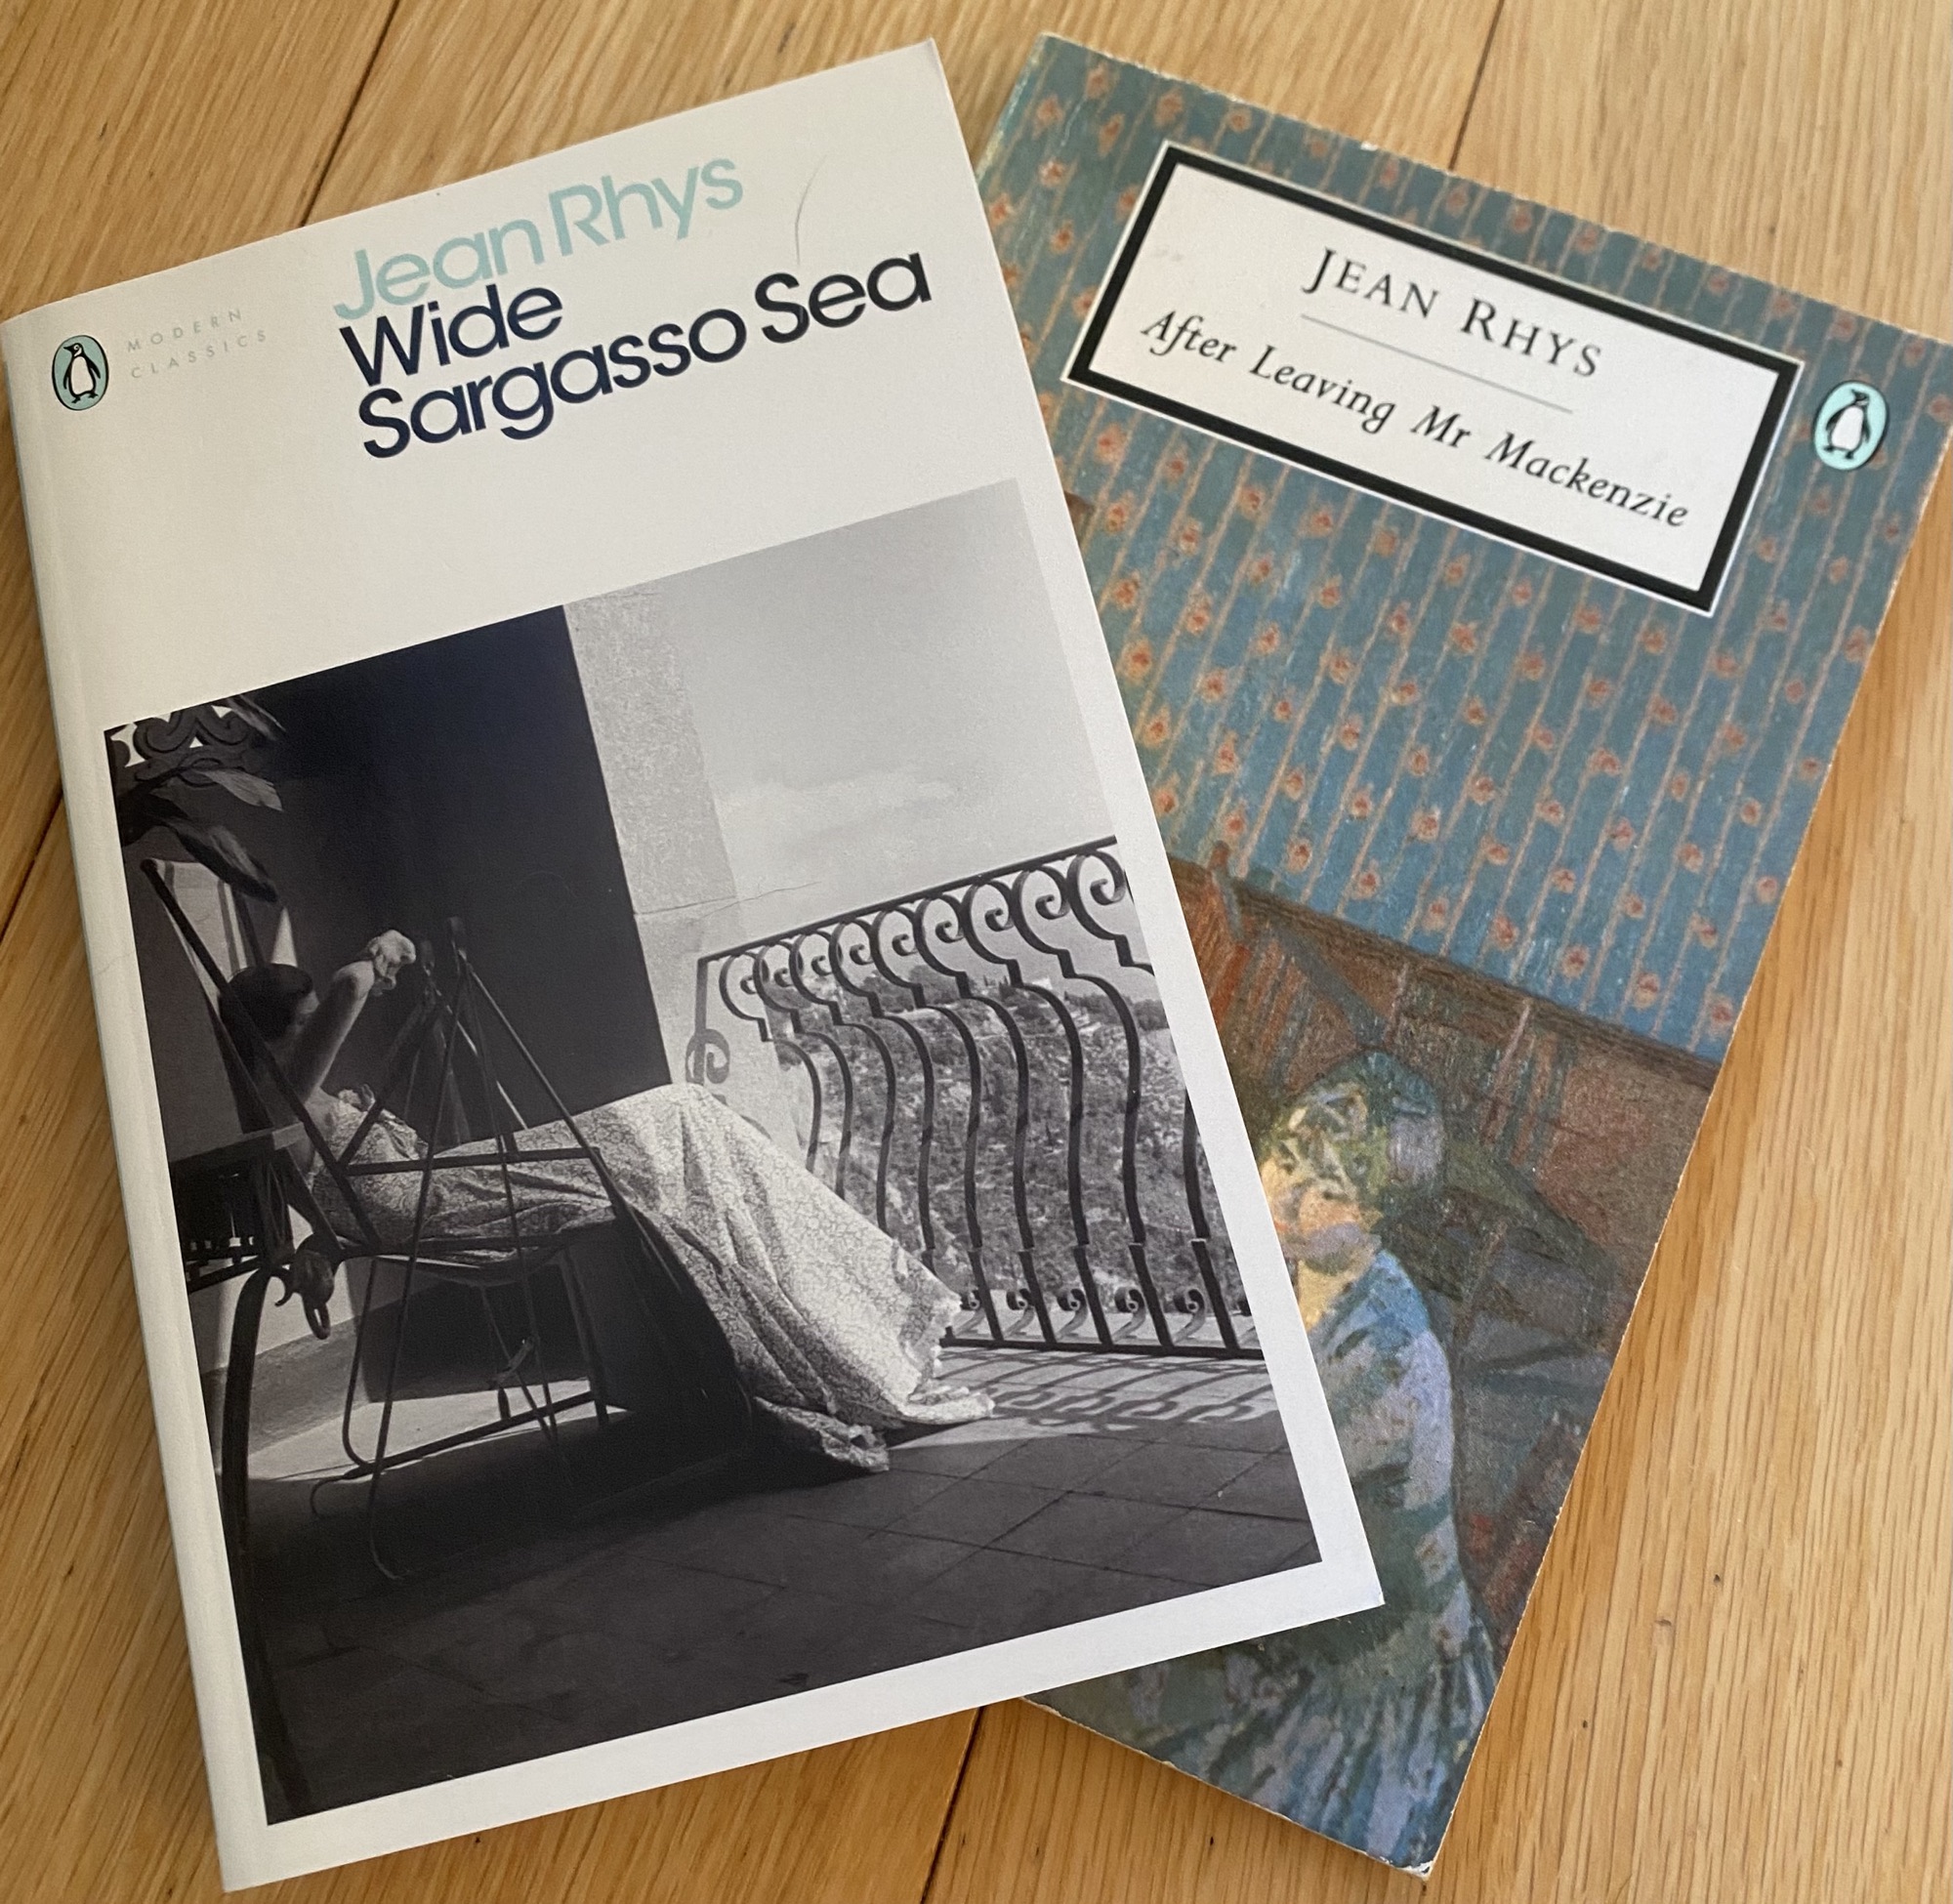 Jean Rhys
Wide
Sargasso Sea
MODERN
CLASSICS
JEAN RHYS
After Leaving Mr Mackenzie